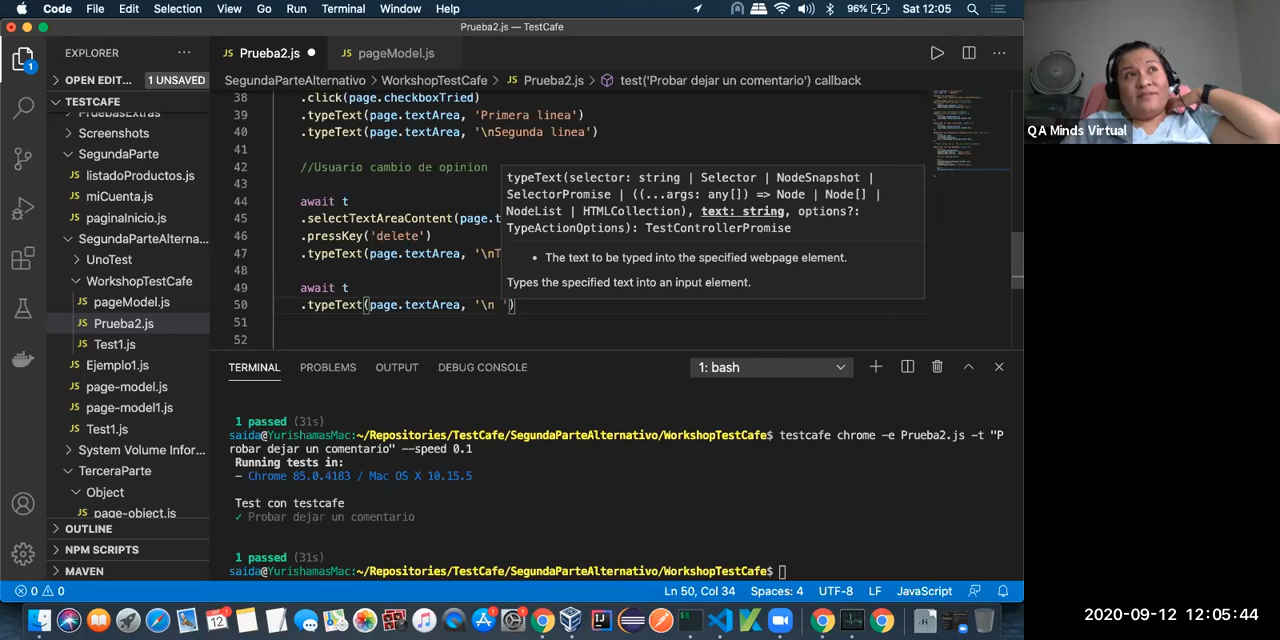 Code File Edit Selection View Go Run Terminal Window Help 96% Sat 12:05
Prueba2.js — TestCafe
EXPLORER
Prueba2.js
pageModel.js
OPEN EDIT... 1 UNSAVED
SegundaParteAlternativo > WorkshopTestCafe > JS Prueba2.js > test('Probar dejar un comentario') callback
TESTCAFE
PruebasExtras
Screenshots
SegundaParte
JS listadoProductos.js
JS miCuenta.js
JS paginaInicio.js
SegundaParteAlterna...
UnoTest
WorkshopTestCafe
JS pageModel.js
JS Prueba2.js
JS Test1.js
JS Ejemplo1.js
JS page-model.js
JS page-model1.js
JS Test1.js
System Volume Infor...
TerceraParte
Object
JS page-object.js
OUTLINE
NPM SCRIPTS
MAVEN
38 .click(page.checkboxTried)
39 .typeText(page.textArea, 'Primera linea')
40 .typeText(page.textArea, '\nSegunda linea')
41
42 //Usuario cambio de opinion
43
44 await t
45 .selectTextAreaContent(page.t
46 .pressKey('delete')
47 .typeText(page.textArea, '\nT
48
49 await t
50 .typeText(page.textArea, '\n ')
51
52
typeText(selector: string | Selector | NodeSnapshot |
SelectorPromise | ((...args: any[]) => Node | Node[] |
NodeList | HTMLCollection), text: string, options?:
TypeActionOptions): TestControllerPromise
• The text to be typed into the specified webpage element.
Types the specified text into an input element.
TERMINAL PROBLEMS OUTPUT DEBUG CONSOLE 1: bash
1 passed (31s)
saida@YurishamasMac:~/Repositories/TestCafe/SegundaParteAlternativo/WorkshopTestCafe$ testcafe chrome -e Prueba2.js -t "P
robar dejar un comentario" --speed 0.1
Running tests in:
- Chrome 85.0.4183 / Mac OS X 10.15.5
Test con testcafe
✓ Probar dejar un comentario
1 passed (31s)
saida@YurishamasMac:~/Repositories/TestCafe/SegundaParteAlternativo/WorkshopTestCafe$
0 0 Ln 50, Col 34 Spaces: 4 UTF-8 LF JavaScript
QA Minds Virtual
2020-09-12 12:05:44